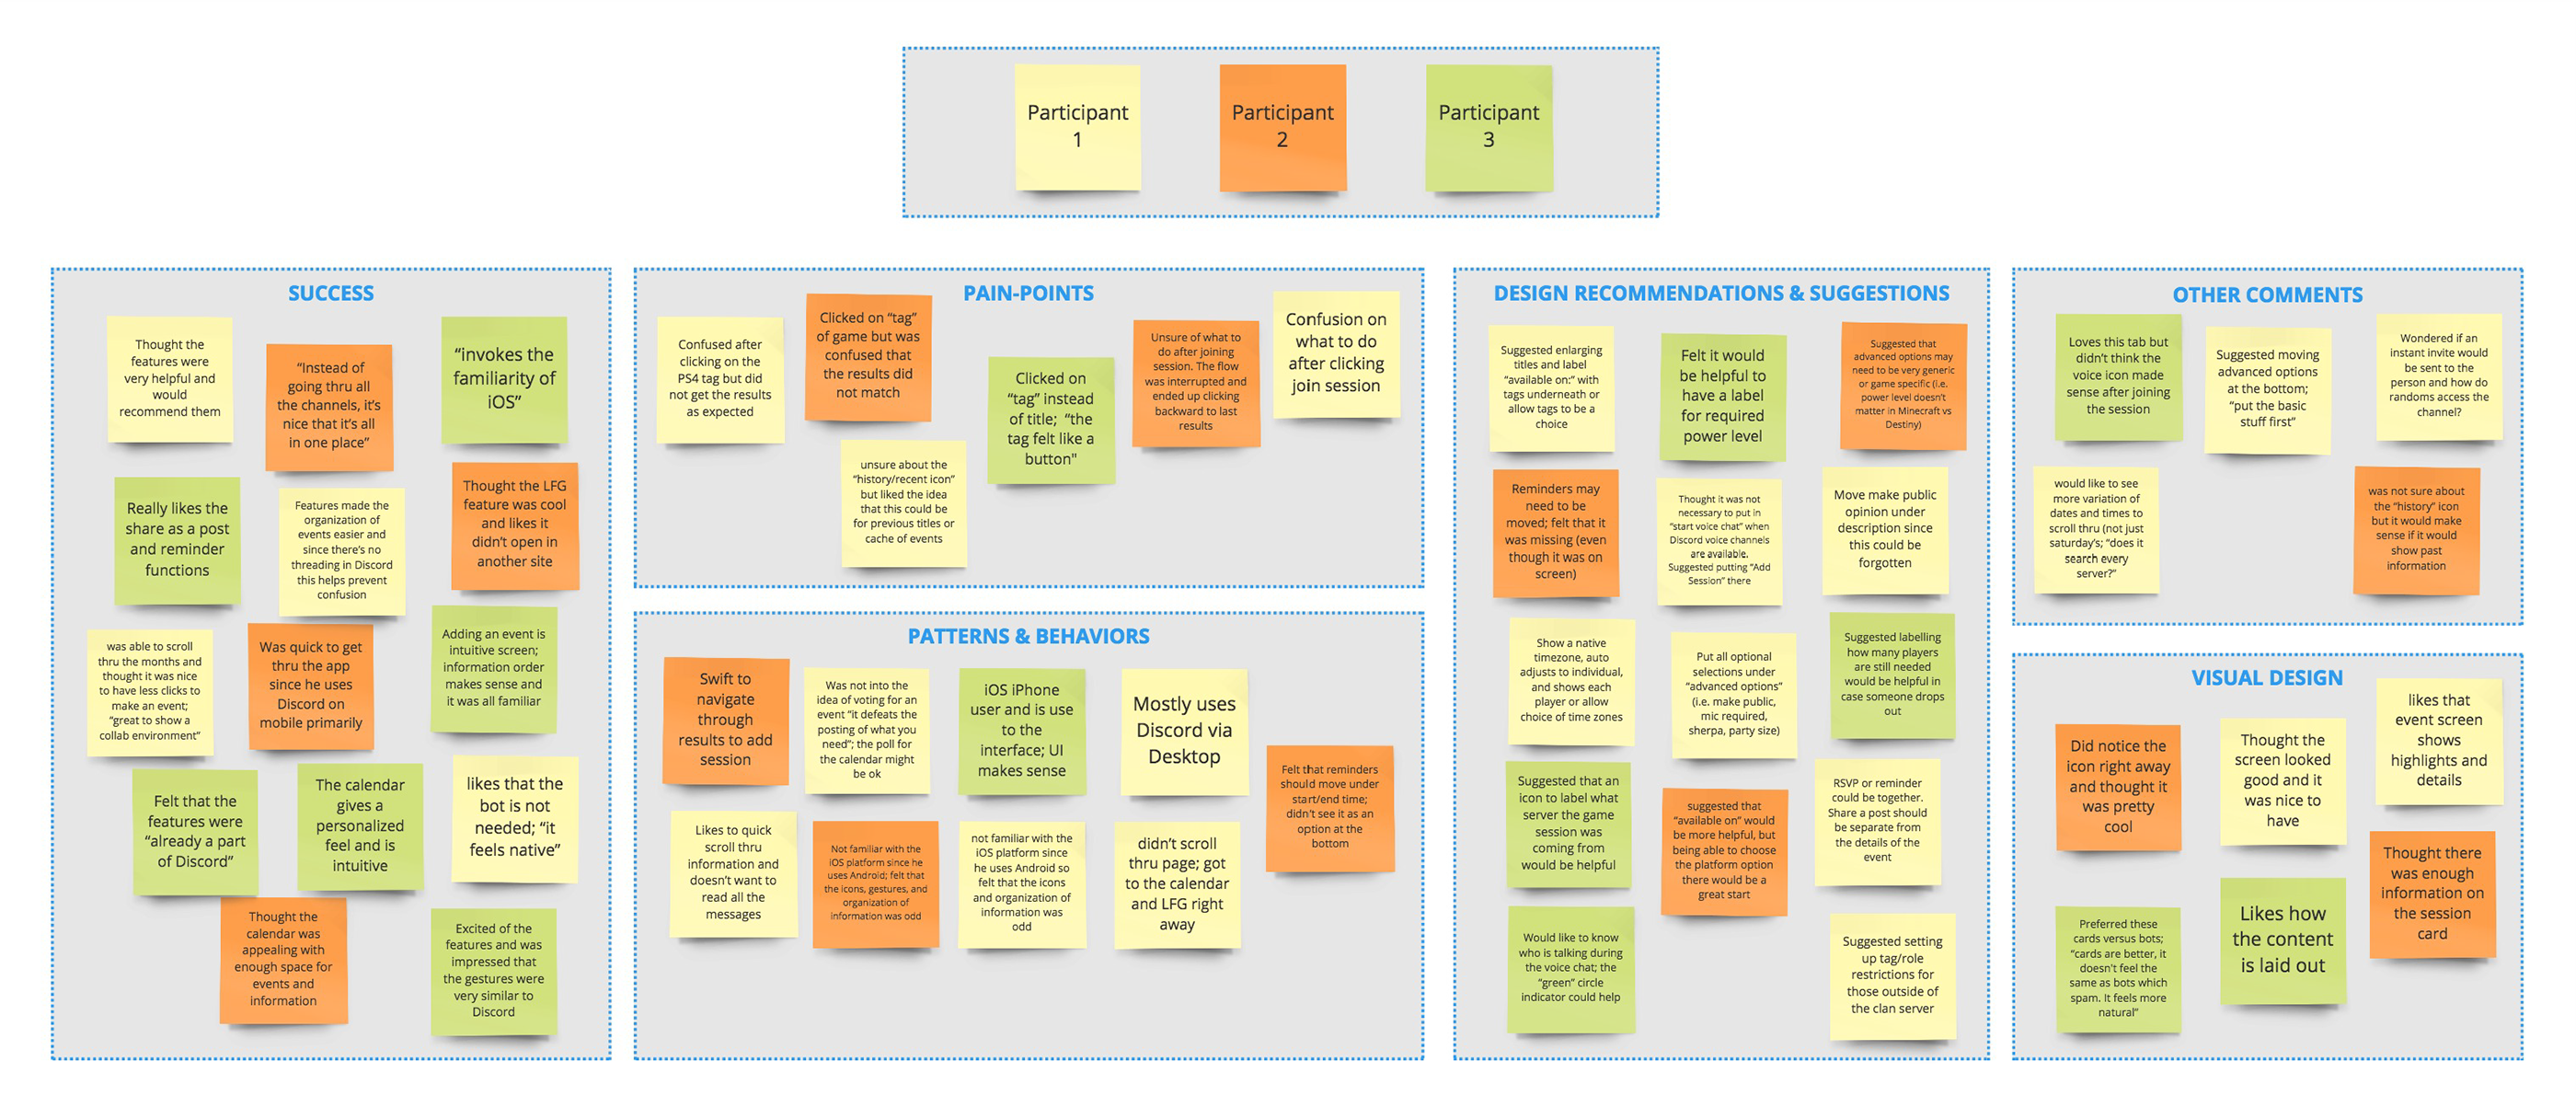 Participant
1
Participant
2
Participant
3
SUCCESS
Thought the
features were
very helpful and
would
recommend them
"Instead of
going thru all
the channels, it's
nice that it's all
in one place"
"invokes the
familiarity of
iOS"
Really likes the
share as a post
and reminder
functions
Features made the
organization of
events easier and
since there's no
threading in Discord
this helps prevent
confusion
Thought the LFG
feature was cool
and likes it
didn't open in
another site
was able to scroll
thru the months and
thought it was nice
to have less clicks to
make an event;
"great to show a
collab environment"
Was quick to get
thru the app
since he uses
Discord on
mobile primarily
Adding an event is
intuitive screen;
information order
makes sense and
it was all familiar
Felt that the
features were
"already a part
of Discord"
The calendar
gives a
personalized
feel and is
intuitive
likes that the
bot is not
needed; "it
feels native"
Thought the
calendar was
appealing with
enough space for
events and
information
Excited of the
features and was
impressed that
the gestures were
very similar to
Discord
PAIN-POINTS
Confused after
clicking on the
PS4 tag but did
not get the results
as expected
Clicked on "tag"
of game but was
confused that
the results did
not match
unsure about the
"history/recent icon"
but liked the idea
that this could be
for previous titles or
cache of events
Clicked on
"tag" instead
of title; "the
tag felt like a
button"
Unsure of what to
do after joining
session. The flow
was interrupted and
ended up clicking
backward to last
results
Confusion on
what to do
after clicking
join session
PATTERNS & BEHAVIORS
Swift to
navigate
through
results to add
session
Was not into the
idea of voting for an
event "it defeats the
posting of what you
need"; the poll for
the calendar might
be ok
iOS iPhone
user and is use
to the
interface; UI
makes sense
Mostly uses
Discord via
Desktop
Felt that reminders
should move under
start/end time;
didn't see it as an
option at the
bottom
Likes to quick
scroll thru
information and
doesn't want to
read all the
messages
Not familiar with the
iOS platform since he
uses Android; felt that
the icons, gestures, and
organization of
information was odd
not familiar with the
iOS platform since
he uses Android so
felt that the icons
and organization of
information was
odd
didn't scroll
thru page; got
to the calendar
and LFG right
away
DESIGN RECOMMENDATIONS & SUGGESTIONS
Suggested enlarging
titles and label
"available on:" with
tags underneath or
allow tags to be a
choice
Felt it would
be helpful to
have a label
for required
power level
Suggested that
advanced options may
need to be very generic
or game specific (i.e.
power level doesn't
matter in Minecraft vs
Destiny)
Reminders may
need to be
moved; felt that it
was missing (even
though it was on
screen)
Thought it was not
necessary to put in
"start voice chat" when
Discord voice channels
are available.
Suggested putting "Add
Session" there
Move make public
opinion under
description since
this could be
forgotten
Show a native
timezone, auto
adjusts to individual,
and shows each
player or allow
choice of time zones
Put all optional
selections under
"advanced options"
(i.e. make public,
mic required,
sherpa, party size)
Suggested labelling
how many players
are still needed
would be helpful in
case someone drops
out
Suggested that an
icon to label what
server the game
session was
coming from
would be helpful
suggested that
"available on" would
be more helpful, but
being able to choose
the platform option
there would be a
great start
RSVP or reminder
could be together.
Share a post should
be separate from
the details of the
event
Would like to know
who is talking during
the voice chat; the
"green" circle
indicator could help
Suggested setting
up tag/role
restrictions for
those outside of
the clan server
OTHER COMMENTS
Loves this tab but
didn't think the
voice icon made
sense after joining
the session
Suggested moving
advanced options
at the bottom;
"put the basic
stuff first"
Wondered if an
instant invite would
be sent to the
person and how do
randoms access the
channel?
would like to see
more variation of
dates and times to
scroll thru (not just
saturday's; "does it
search every
server?"
was not sure about
the "history" icon
but it would make
sense if it would
show past
information
VISUAL DESIGN
Did notice the
icon right away
and thought it
was pretty
cool
Thought the
screen looked
good and it
was nice to
have
likes that
event screen
shows
highlights and
details
Preferred these
cards versus bots;
"cards are better, it
doesn't feel the
same as bots which
spam. It feels more
natural"
Likes how
the content
is laid out
Thought there
was enough
information on
the session
card